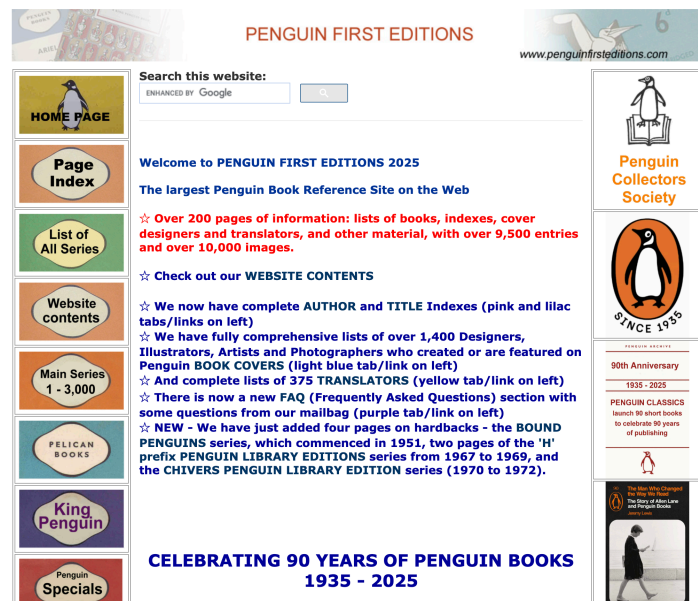 PENGUIN
BOOKS
ARIEL
PENGUIN FIRST EDITIONS
6
www.penguinfirsteditions.com
HOME PAGE
Page
Index
List of
All Series
Website
contents
Main Series
1 - 3,000
PELICAN
BOOKS
King
Penguin
Penguin
Specials
Search this website:
ENHANCED BY Google
Welcome to PENGUIN FIRST EDITIONS 2025
The largest Penguin Book Reference Site on the Web
☆ Over 200 pages of information: lists of books, indexes, cover
designers and translators, and other material, with over 9,500 entries
and over 10,000 images.
☆ Check out our WEBSITE CONTENTS
☆ We now have complete AUTHOR and TITLE Indexes (pink and lilac
tabs/links on left)
☆ We have fully comprehensive lists of over 1,400 Designers,
Illustrators, Artists and Photographers who created or are featured on
Penguin BOOK COVERS (light blue tab/link on left)
☆ And complete lists of 375 TRANSLATORS (yellow tab/link on left)
☆ There is now a new FAQ (Frequently Asked Questions) section with
some questions from our mailbag (purple tab/link on left)
☆ NEW - We have just added four pages on hardbacks - the BOUND
PENGUINS series, which commenced in 1951, two pages of the 'H'
prefix PENGUIN LIBRARY EDITIONS series from 1967 to 1969, and
the CHIVERS PENGUIN LIBRARY EDITION series (1970 to 1972).
CELEBRATING 90 YEARS OF PENGUIN BOOKS
1935 - 2025
Penguin
Collectors
Society
SINCE 1935
PENGUIN ARCHIVE
90th Anniversary
1935 - 2025
PENGUIN CLASSICS
launch 90 short books
to celebrate 90 years
of publishing
The Man Who Changed
the Way We Read
The Story of Allen Lane
and Penguin Books
Jeremy Lewis